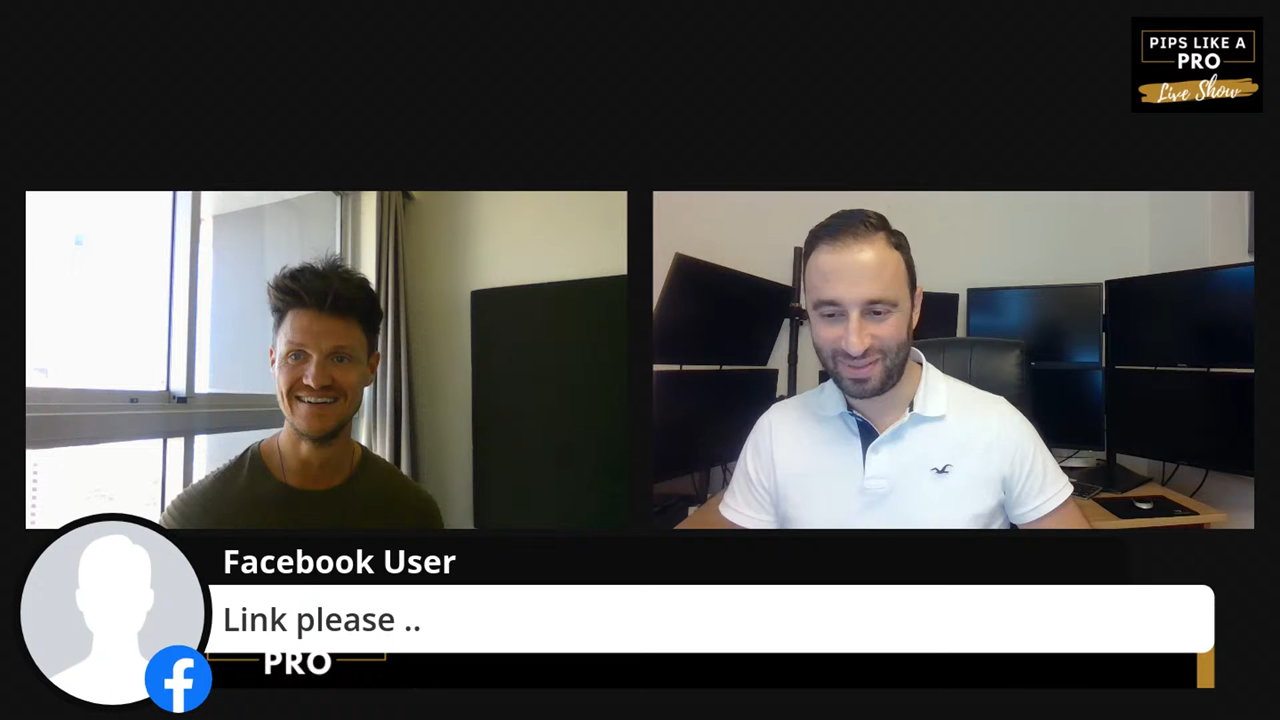 PIPS LIKE A
PRO
Live Show
Facebook User
Link please ..
PRO